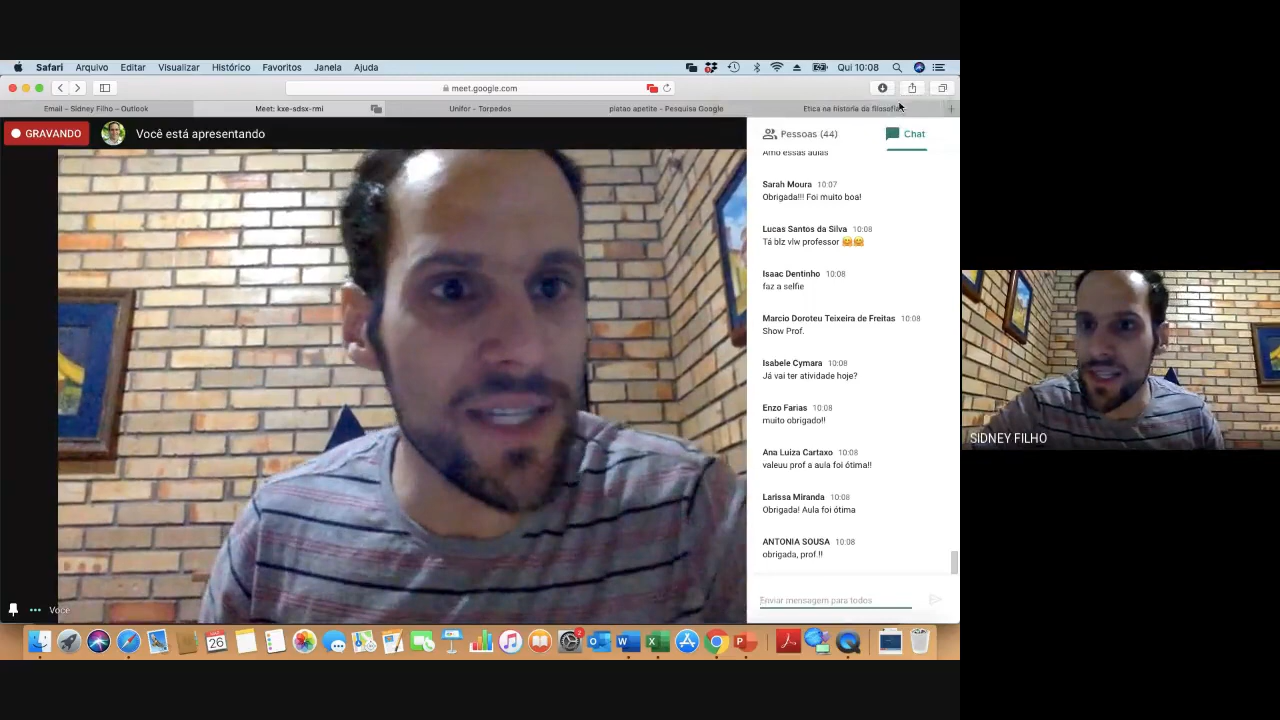 Safari Arquivo Editar Visualizar Histórico Favoritos Janela Ajuda Qui 10:08
meet.google.com
Email – Sidney Filho – Outlook Meet: kxe-sdsx-rmi Unifor - Torpedos platao apetite - Pesquisa Google Etica na historia da filosofia
GRAVANDO Você está apresentando
Pessoas (44) Chat
Amo essas aulas
Sarah Moura 10:07
Obrigada!!! Foi muito boa!
Lucas Santos da Silva 10:08
Tá blz vlw professor 🤗🤗
Isaac Dentinho 10:08
faz a selfie
Marcio Doroteu Teixeira de Freitas 10:08
Show Prof.
Isabele Cymara 10:08
Já vai ter atividade hoje?
Enzo Farias 10:08
muito obrigado!!
Ana Luiza Cartaxo 10:08
valeuu prof a aula foi ótima!!
Larissa Miranda 10:08
Obrigada! Aula foi ótima
ANTONIA SOUSA 10:08
obrigada, prof.!!
Enviar mensagem para todos
Você
SIDNEY FILHO
26
2